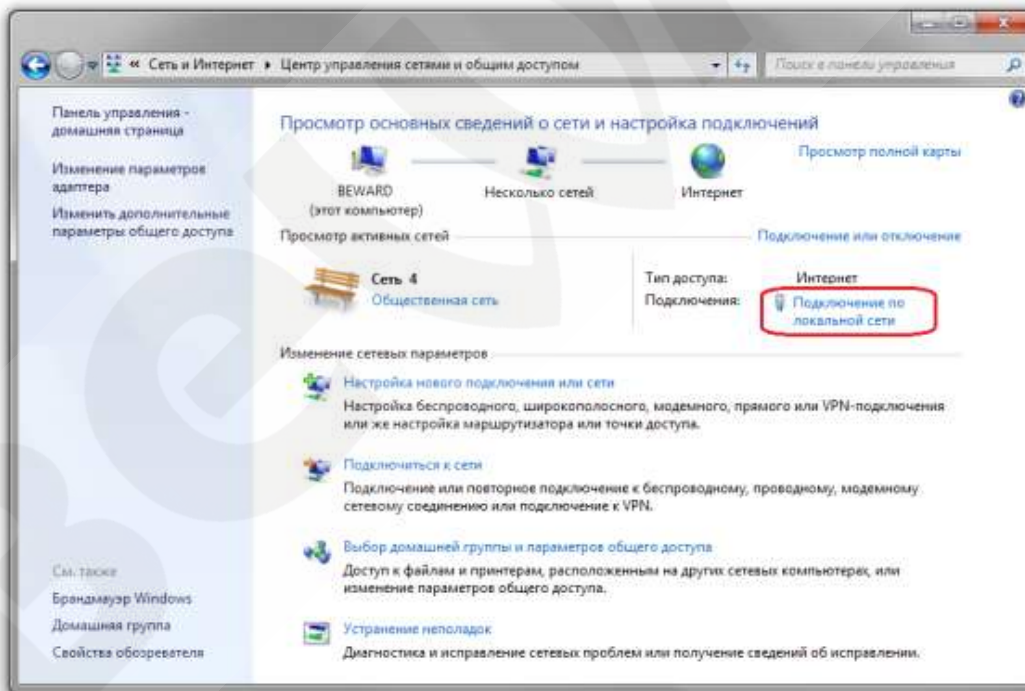 « Сеть и Интернет ▸ Центр управления сетями и общим доступом
Поиск в панели управления
Панель управления -
домашняя страница
Изменение параметров
адаптера
Изменить дополнительные
параметры общего доступа
См. также
Брандмауэр Windows
Домашняя группа
Свойства обозревателя
Просмотр основных сведений о сети и настройка подключений
Просмотр полной карты
BEWARD
(этот компьютер)
Несколько сетей
Интернет
Просмотр активных сетей
Подключение или отключение
Сеть 4
Общественная сеть
Тип доступа: Интернет
Подключения: Подключение по
локальной сети
Изменение сетевых параметров
Настройка нового подключения или сети
Настройка беспроводного, широкополосного, модемного, прямого или VPN-подключения
или же настройка маршрутизатора или точки доступа.
Подключиться к сети
Подключение или повторное подключение к беспроводному, проводному, модемному
сетевому соединению или подключение к VPN.
Выбор домашней группы и параметров общего доступа
Доступ к файлам и принтерам, расположенным на других сетевых компьютерах, или
изменение параметров общего доступа.
Устранение неполадок
Диагностика и исправление сетевых проблем или получение сведений об исправлении.